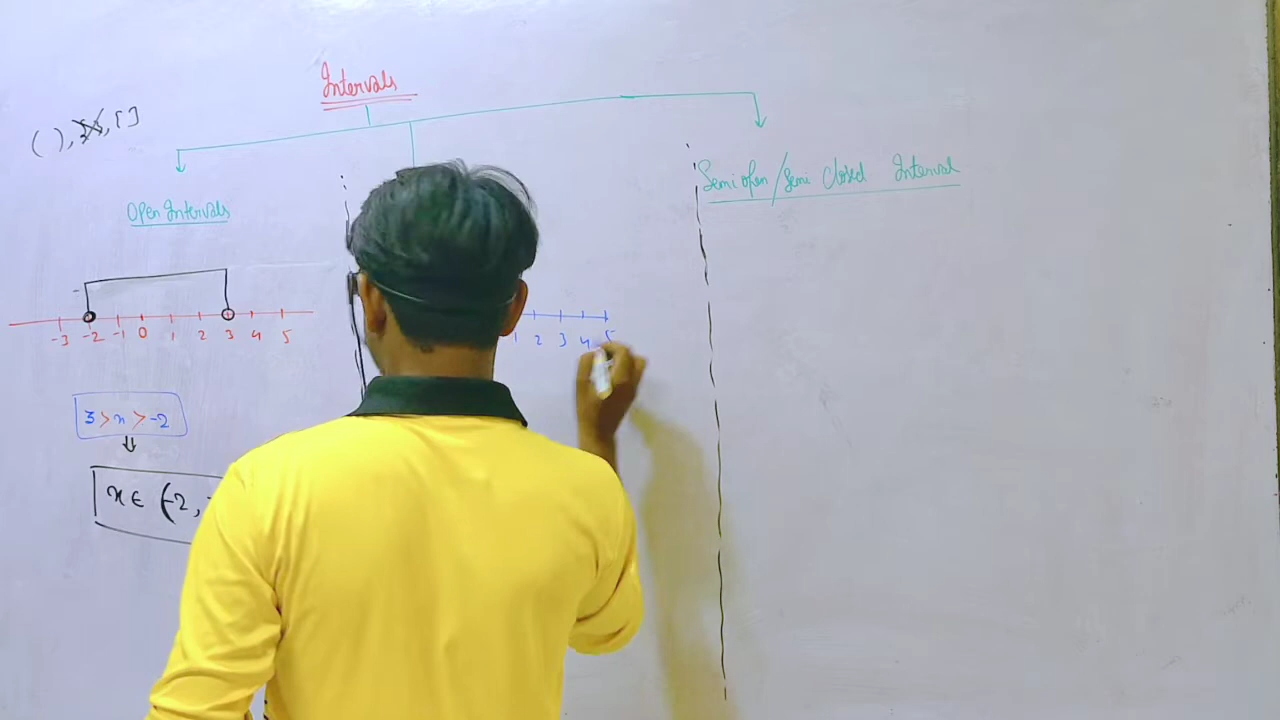 Intervals
( ), , [ ]
Semi open/Semi closed Interval
Open Intervals
-3 -2 -1 0 1 2 3 4 5
1 2 3 4 5
3 > x > -2
⇓
x ∈ (-2,